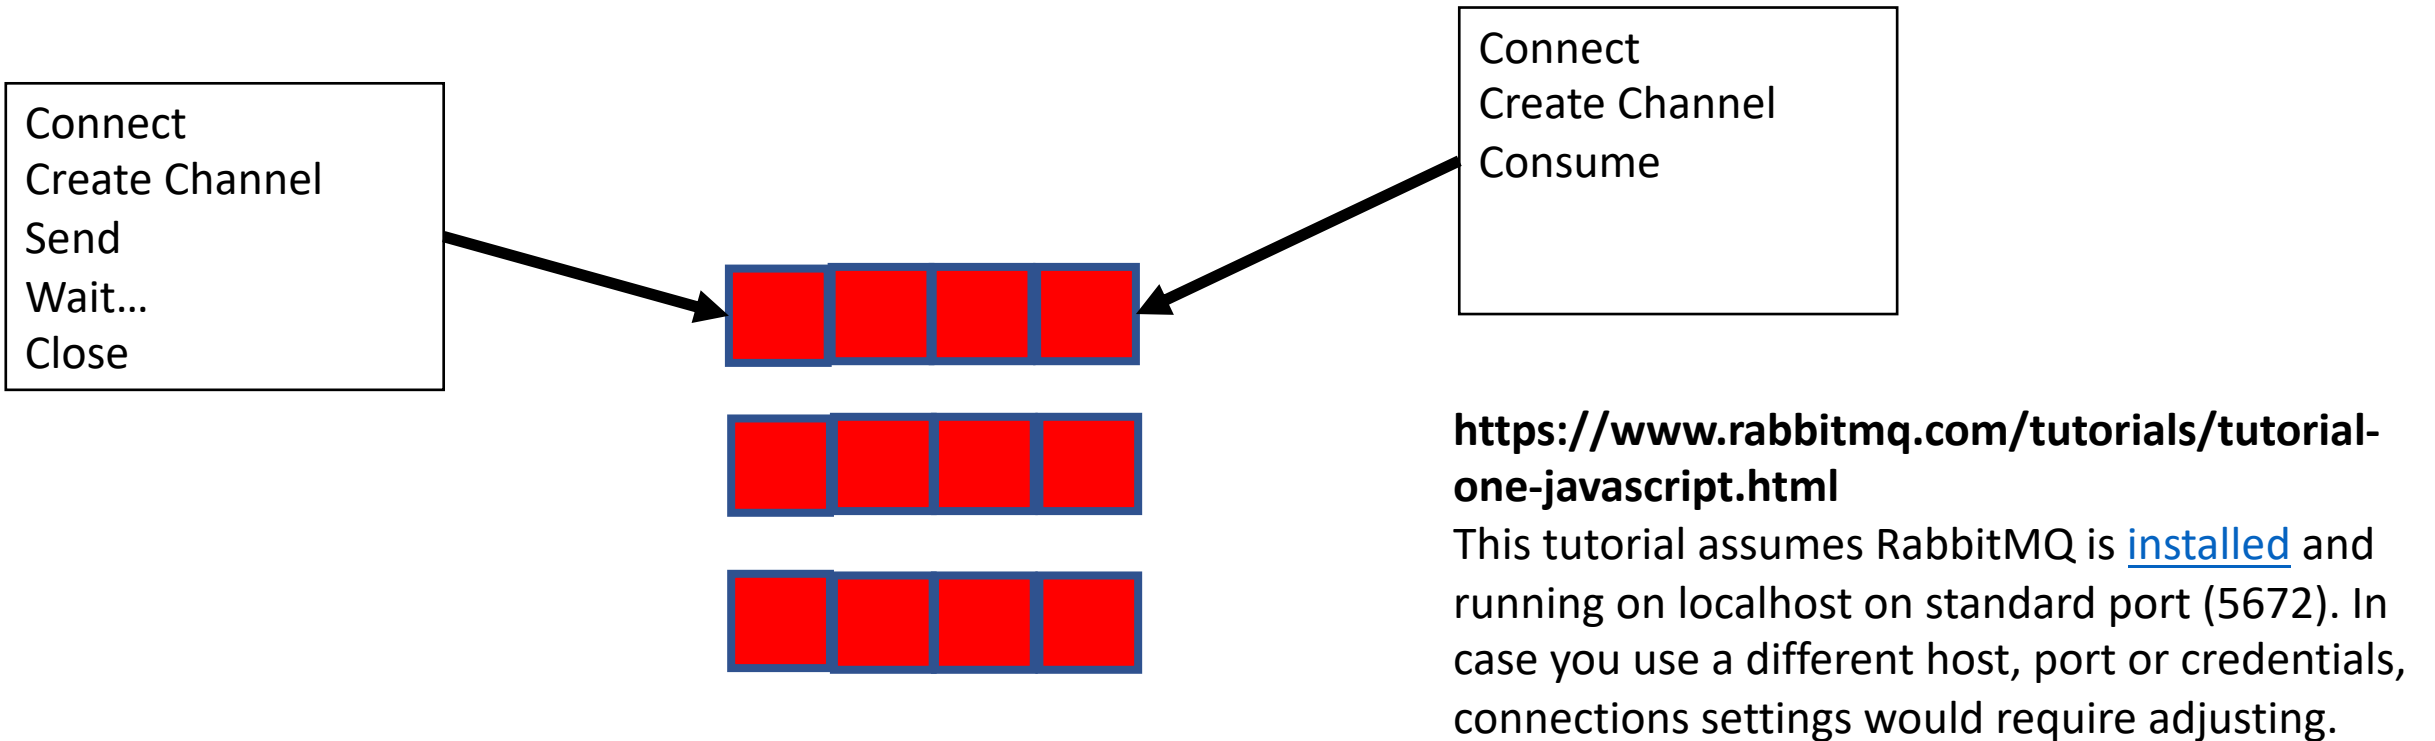 Connect
Create Channel
Send
Wait…
Close
Connect
Create Channel
Consume
https://www.rabbitmq.com/tutorials/tutorial-
one-javascript.html
This tutorial assumes RabbitMQ is installed and
running on localhost on standard port (5672). In
case you use a different host, port or credentials,
connections settings would require adjusting.